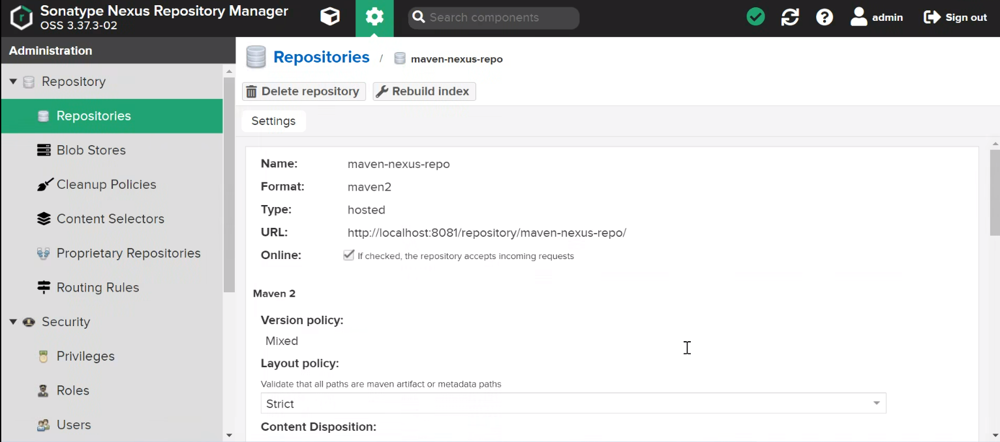 Sonatype Nexus Repository Manager
OSS 3.37.3-02
Search components
admin
Sign out
Administration
Repository
Repositories
Blob Stores
Cleanup Policies
Content Selectors
Proprietary Repositories
Routing Rules
Security
Privileges
Roles
Users
Repositories / maven-nexus-repo
Delete repository
Rebuild index
Settings
Name: maven-nexus-repo
Format: maven2
Type: hosted
URL: http://localhost:8081/repository/maven-nexus-repo/
Online: If checked, the repository accepts incoming requests
Maven 2
Version policy:
Mixed
Layout policy:
Validate that all paths are maven artifact or metadata paths
Strict
Content Disposition: